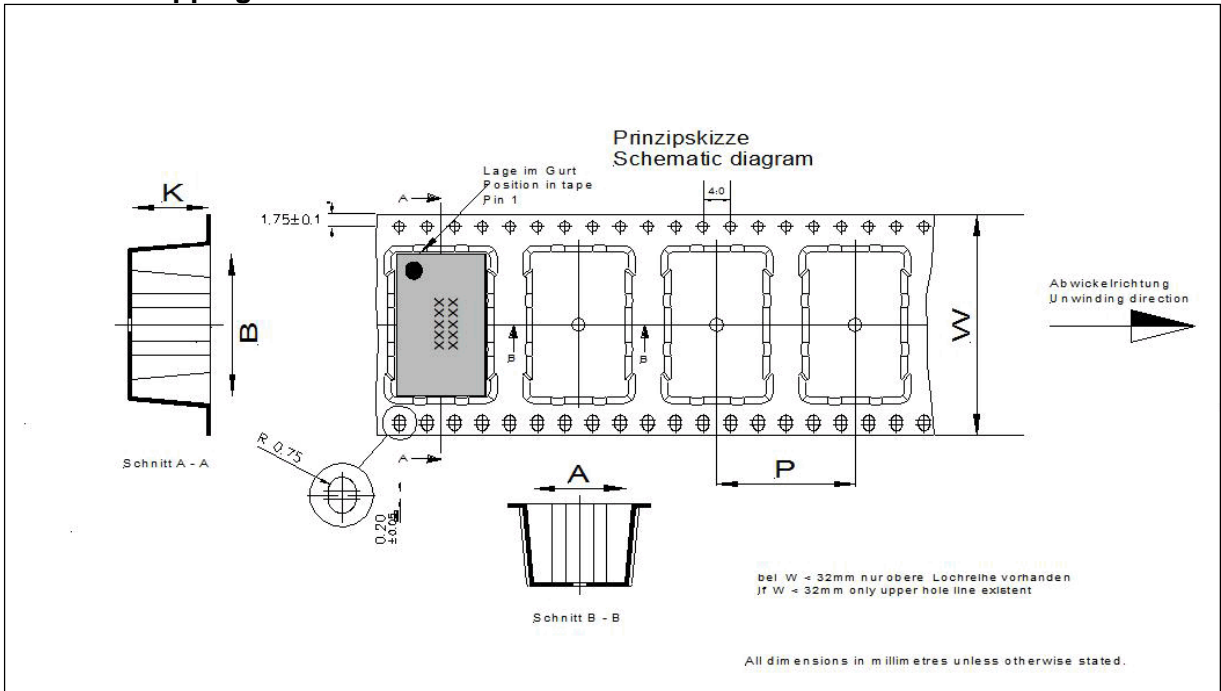 Prinzipskizze
Schematic diagram
Lage im Gurt
Position in tape
Pin 1
4.0
A
K
1.75±0.1
B
XXXXX
XXXXX
B
B
W
Abwickelrichtung
Unwinding direction
Schnitt A - A
R 0.75
A
A
P
0.20
±0.05
Schnitt B - B
bei W < 32mm nur obere Lochreihe vorhanden
If W < 32mm only upper hole line existent
All dimensions in millimetres unless otherwise stated.